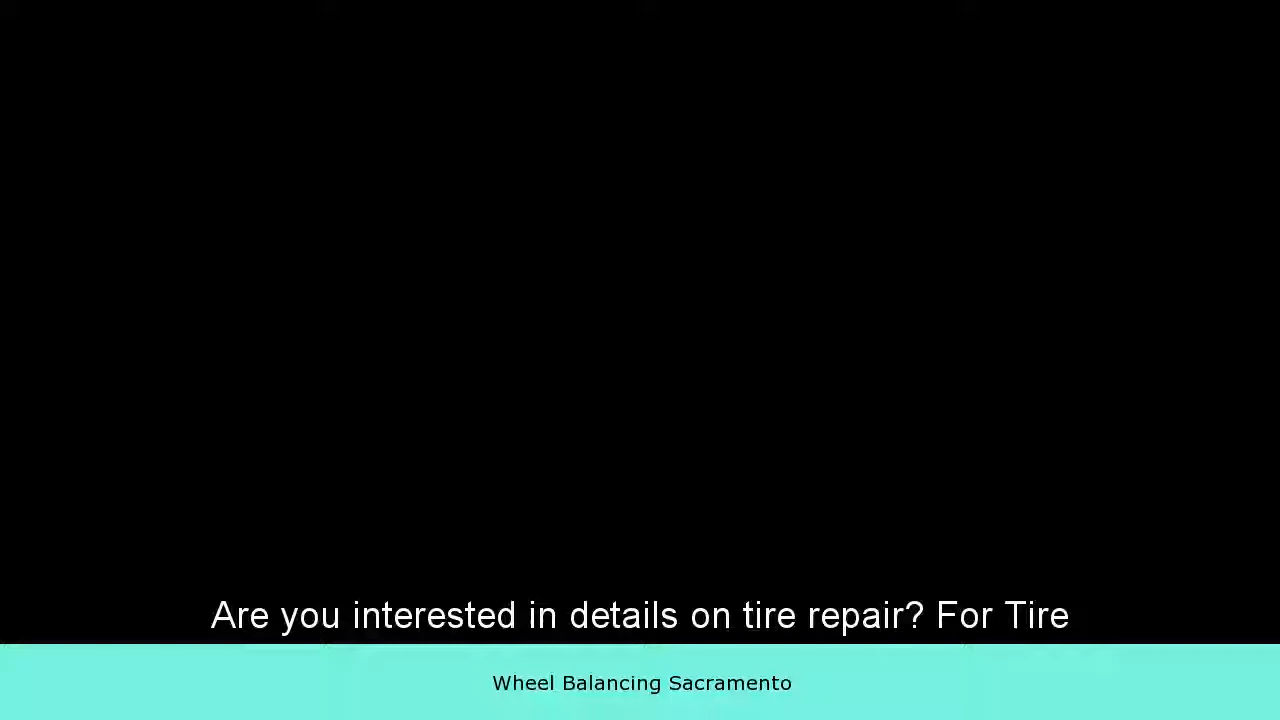 Are you interested in details on tire repair? For Tire
Wheel Balancing Sacramento